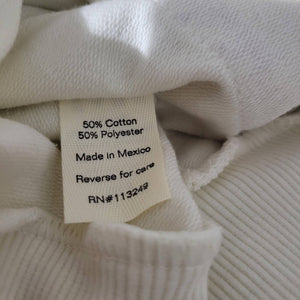 50% Cotton
50% Polyester
Made in Mexico
Reverse for care
RN#113249